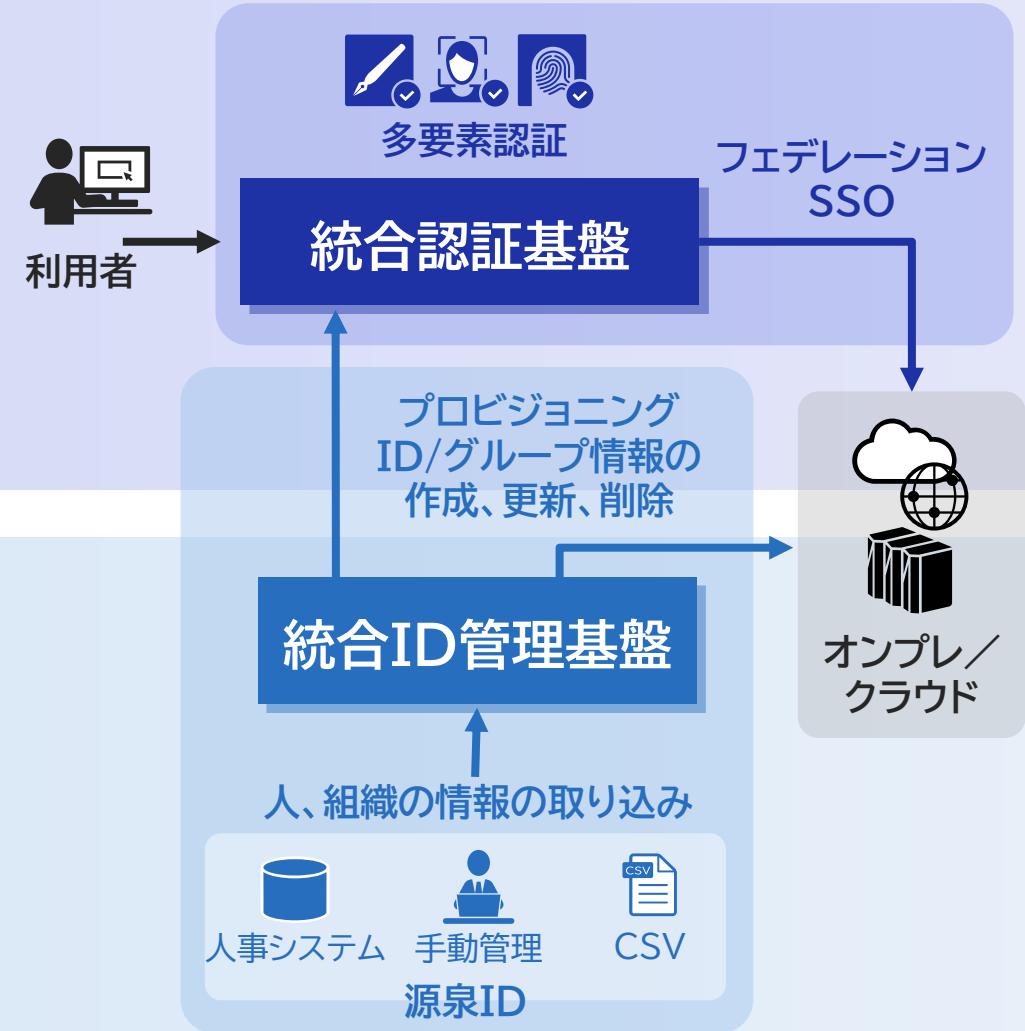 多要素認証
フェデレーション
SSO
統合認証基盤
利用者
プロビジョニング
ID/グループ情報の
作成、更新、削除
統合ID管理基盤
オンプレ／
クラウド
人、組織の情報の取り込み
CSV
人事システム
手動管理
CSV
源泉ID